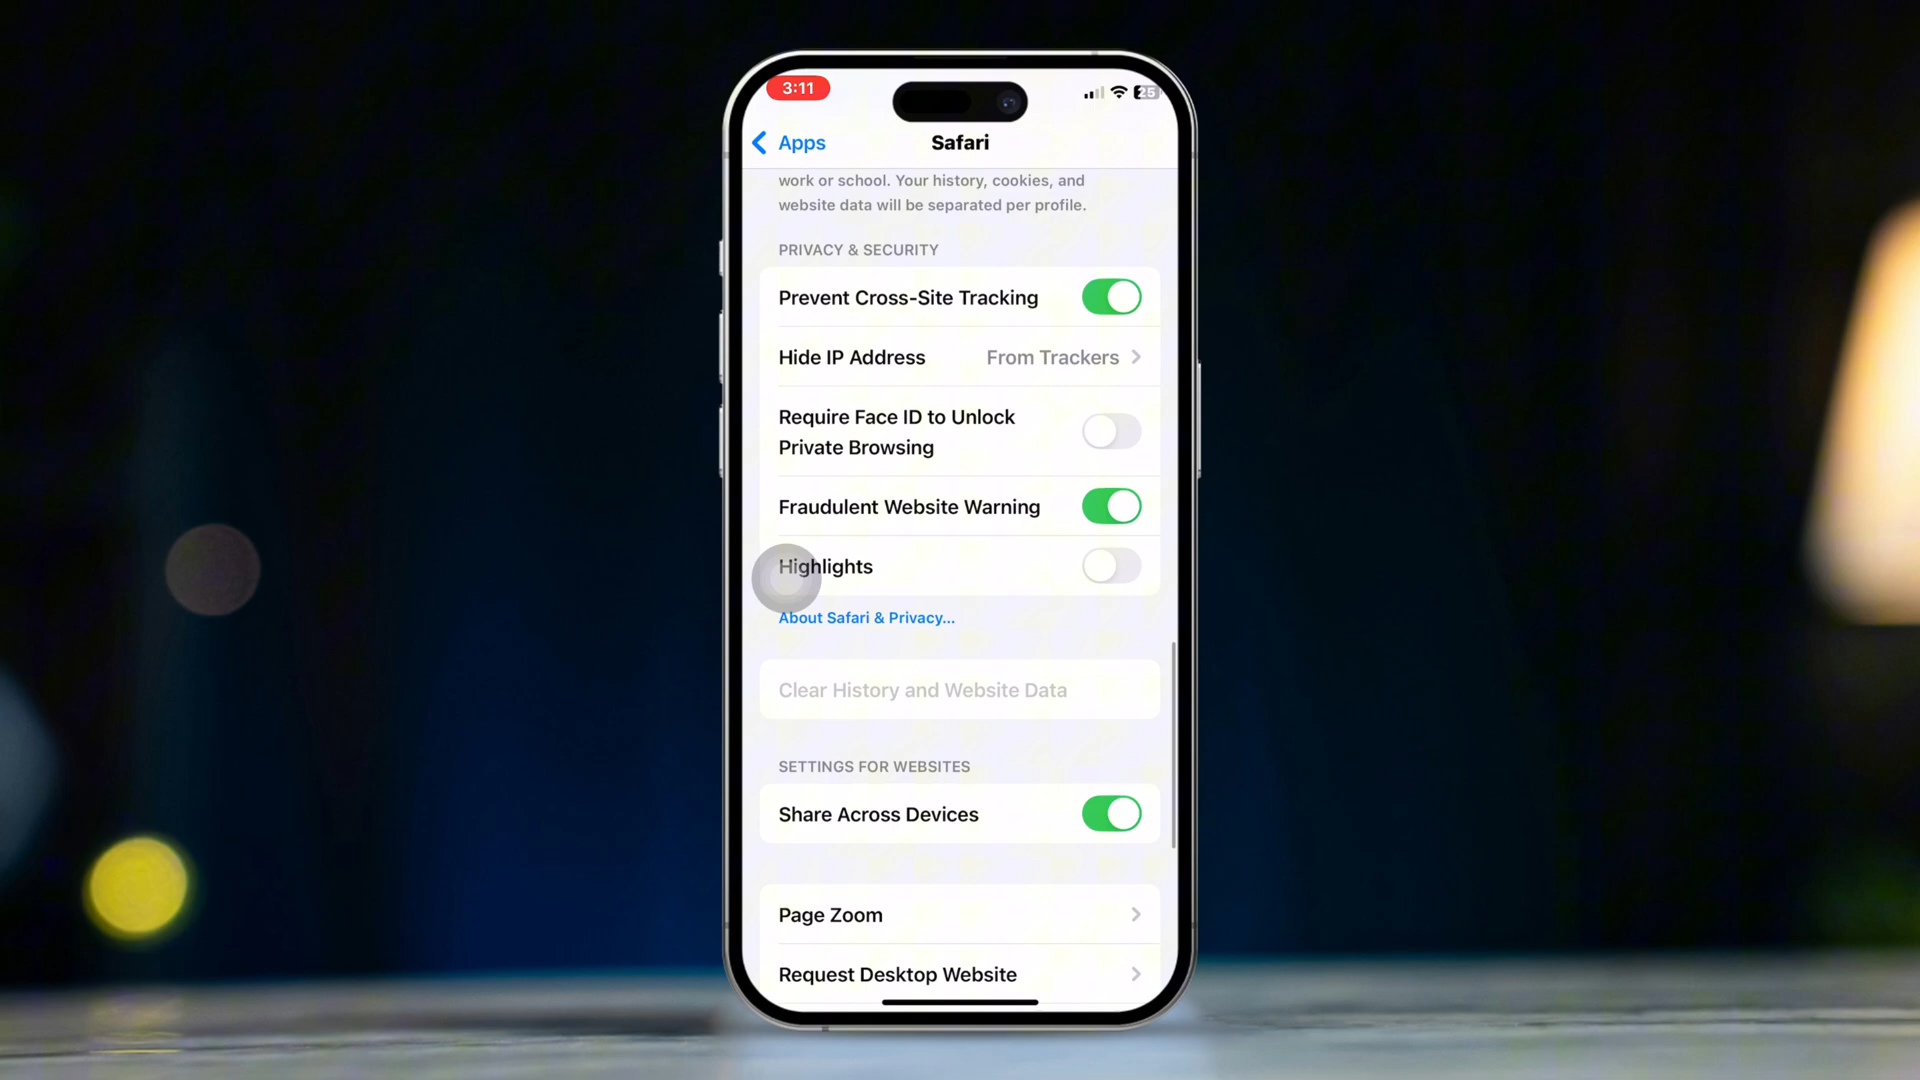 3:11
25
Apps
Safari
work or school. Your history, cookies, and
website data will be separated per profile.
PRIVACY & SECURITY
Prevent Cross-Site Tracking
Hide IP Address From Trackers
Require Face ID to Unlock
Private Browsing
Fraudulent Website Warning
Highlights
About Safari & Privacy...
Clear History and Website Data
SETTINGS FOR WEBSITES
Share Across Devices
Page Zoom
Request Desktop Website